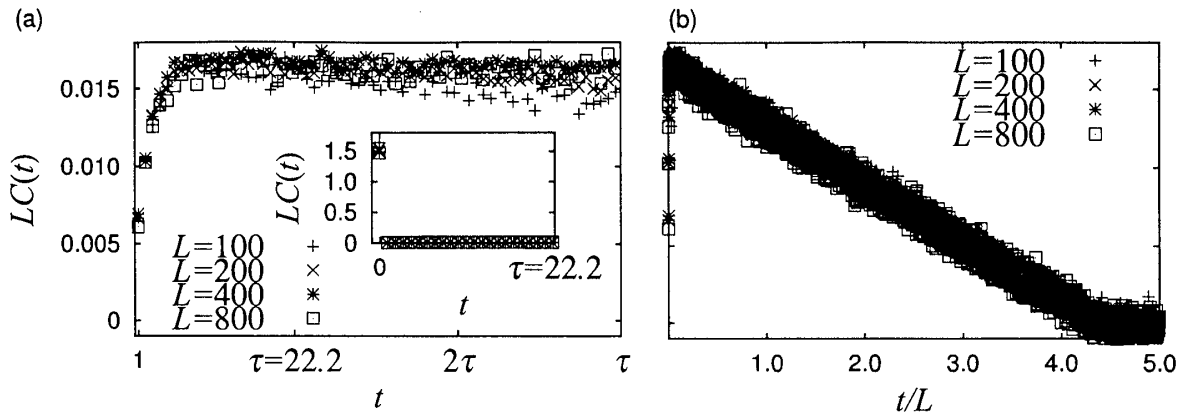 (a)
0.015
0.010
0.005
0
LC(t)
L=100 +
L=200 ×
L=400 ∗
L=800 □
1.5
1.0
0.5
0
LC(t)
0
τ=22.2
t
1
τ=22.2
2τ
τ
t
(b)
L=100 +
L=200 ×
L=400 ∗
L=800 □
1.0 2.0 3.0 4.0 5.0
t/L